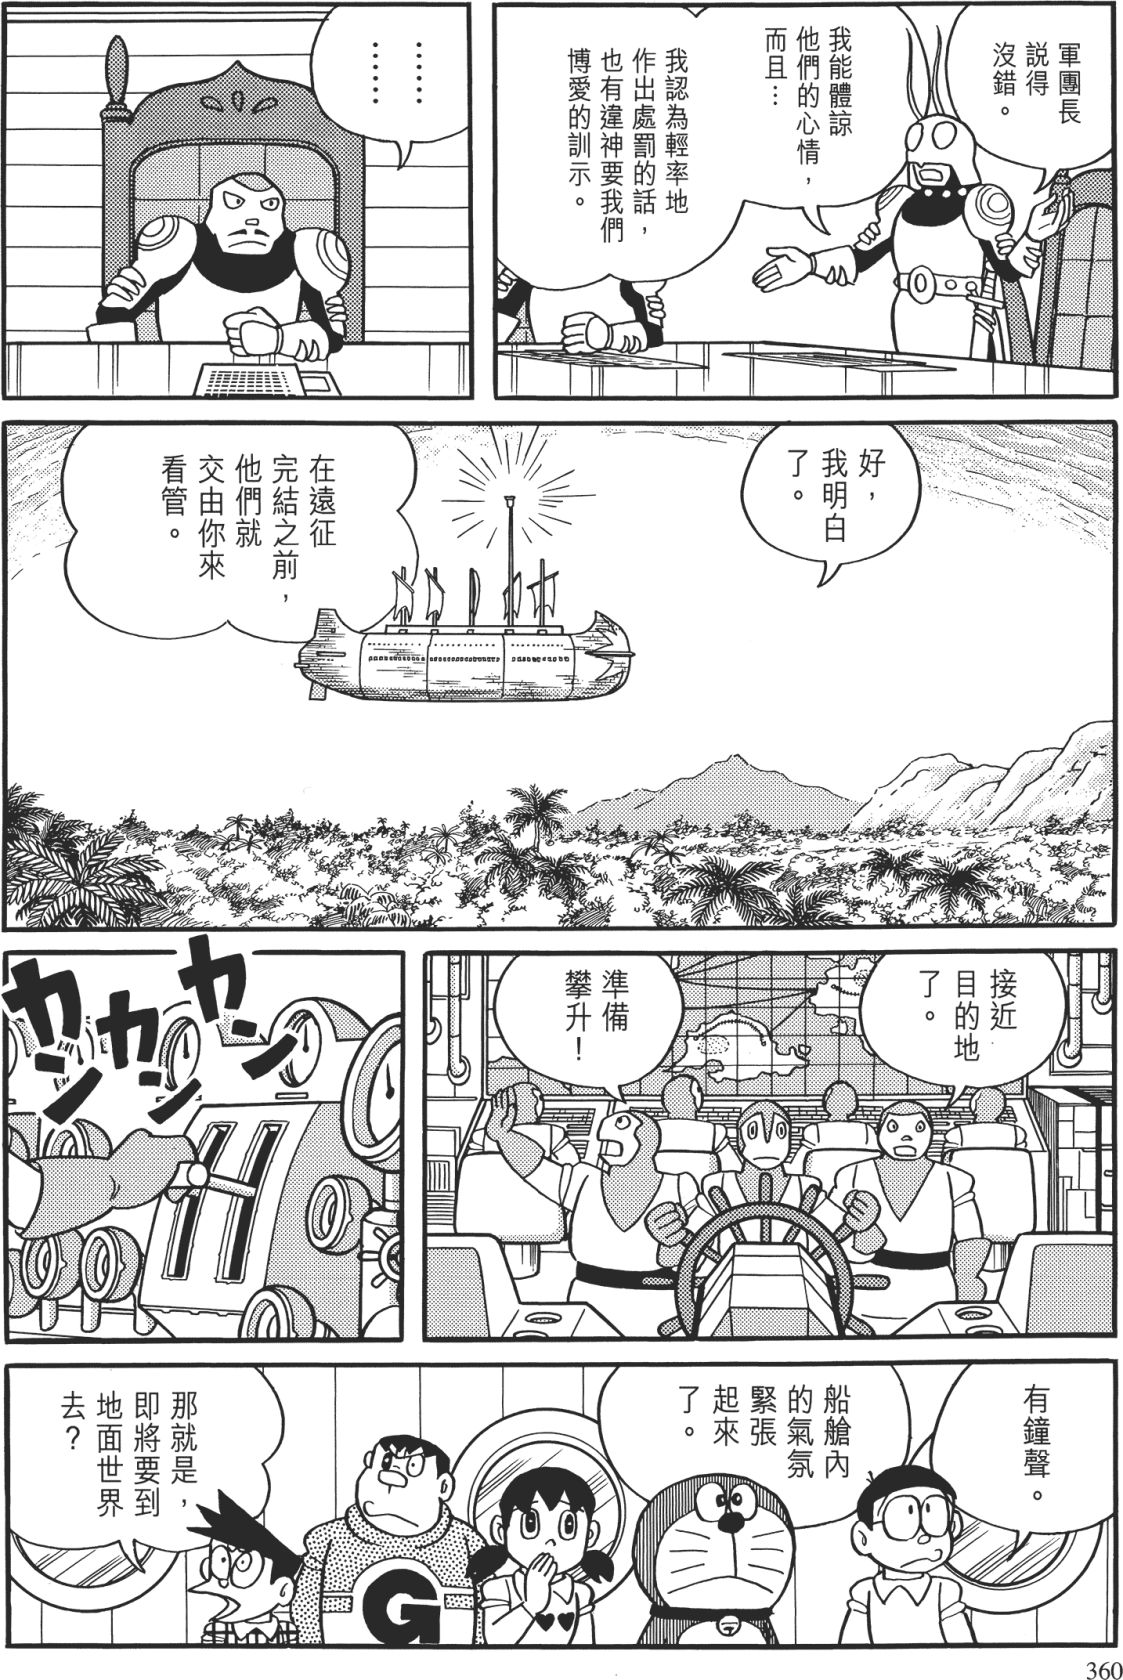 軍團長
説得
沒錯。
我能體諒
他們的心情，
而且…
我認為輕率地
作出處罰的話，
也有違神要我們
博愛的訓示。
……
……
好，
我明白
了。
在遠征
完結之前，
他們就
交由你來
看管。
接近
目的地
了。
準備
攀升！
カン
カン
カン
有鐘聲。
船艙內
的氣氛
緊張
起來
了。
那就是，
即將要到
地面世界
去？
G
360